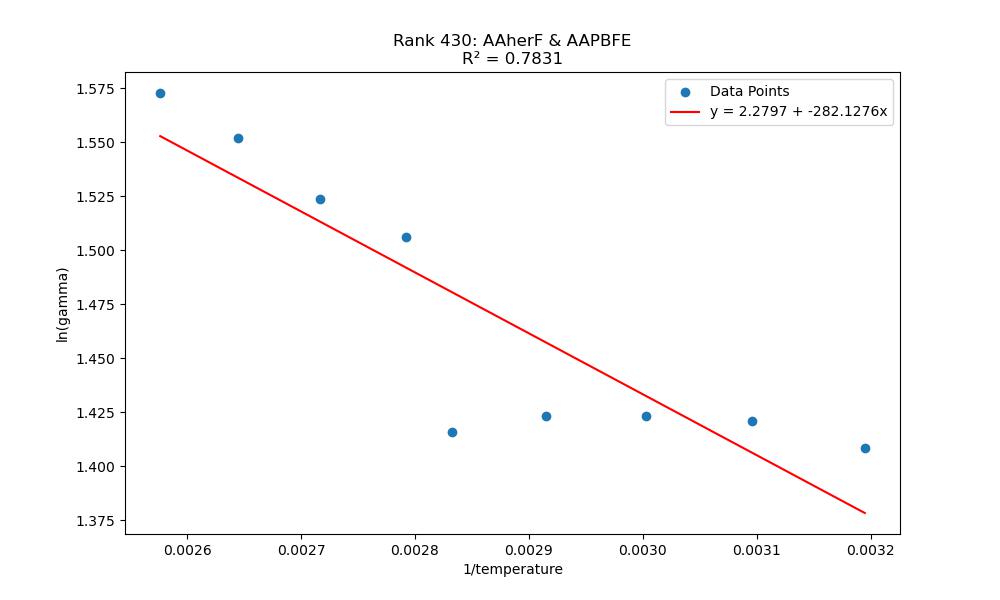 Rank 430: AAherF & AAPBFE
R² = 0.7831
Data Points
y = 2.2797 + -282.1276x
ln(gamma)
1.575
1.550
1.525
1.500
1.475
1.450
1.425
1.400
1.375
0.0026 0.0027 0.0028 0.0029 0.0030 0.0031 0.0032
1/temperature